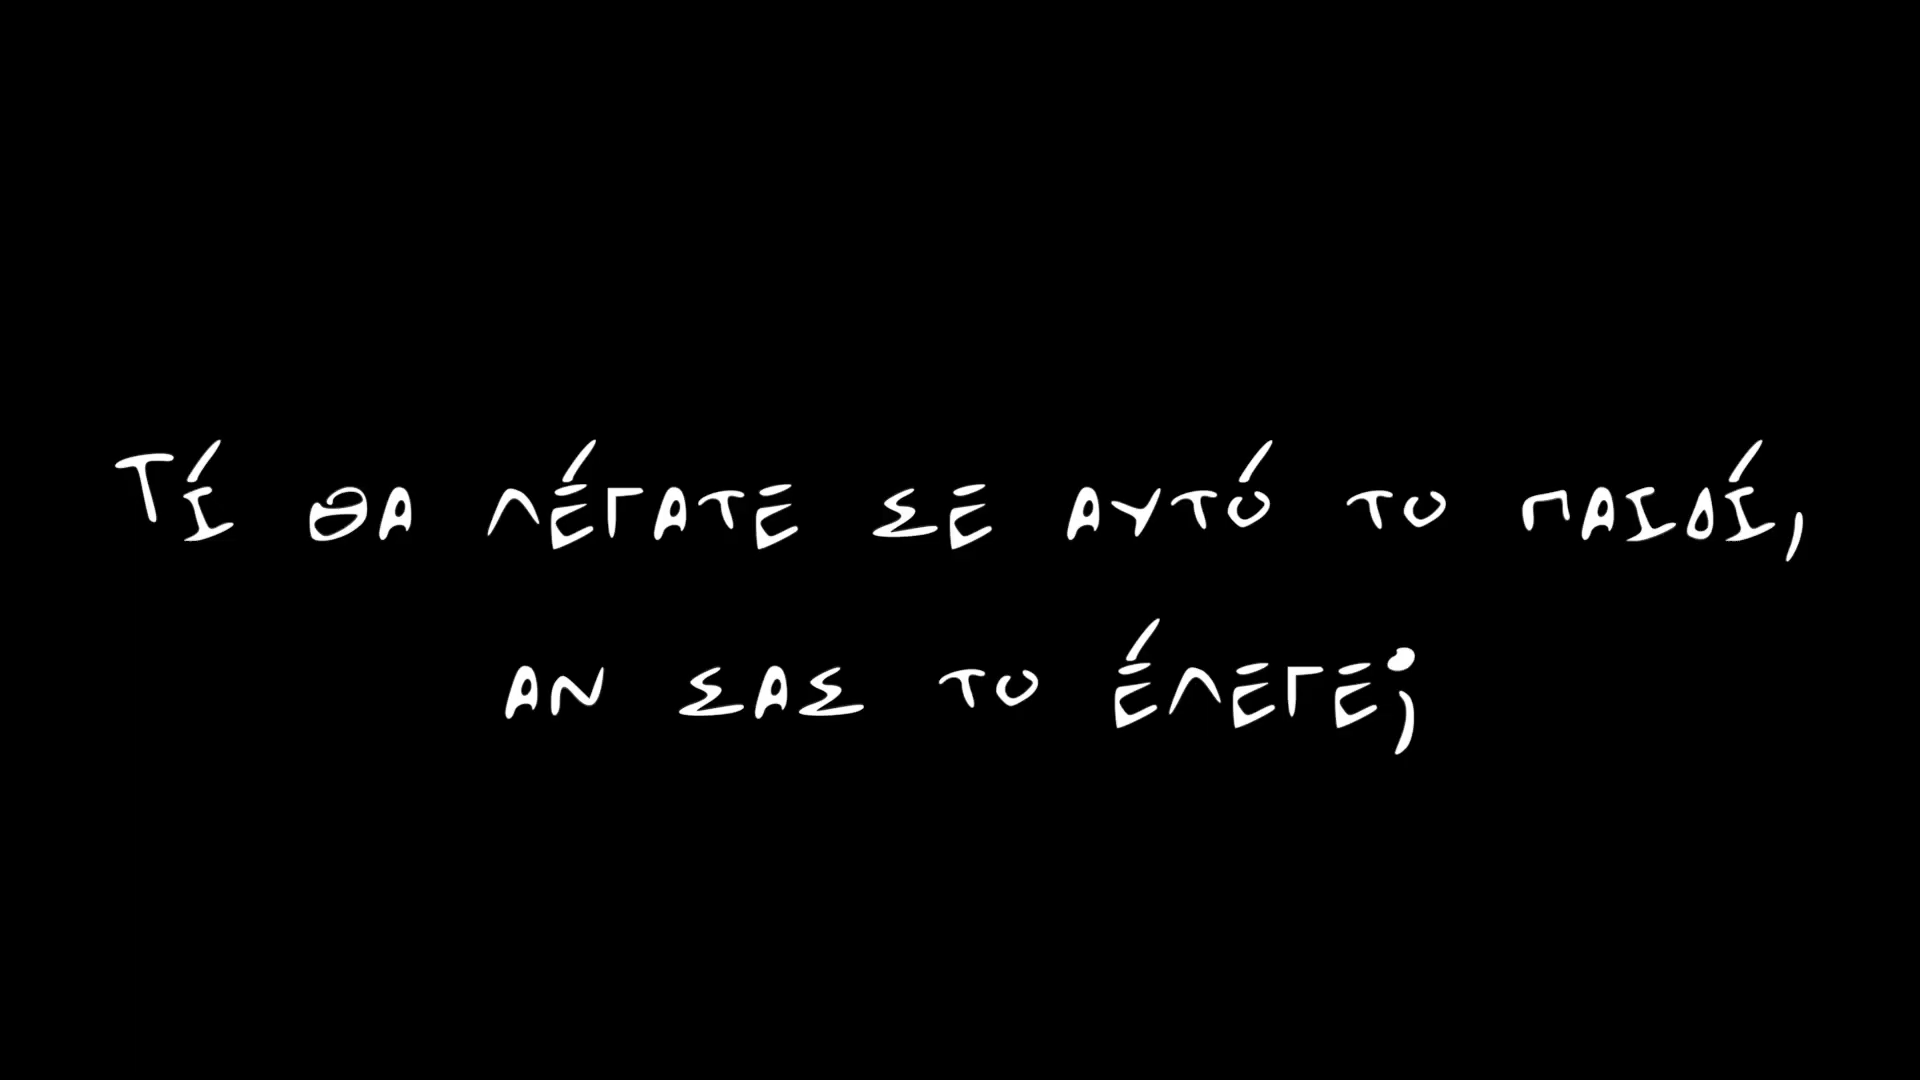 Τί θα λέγατε σε αυτό το παιδί,
αν σας το έλεγε;